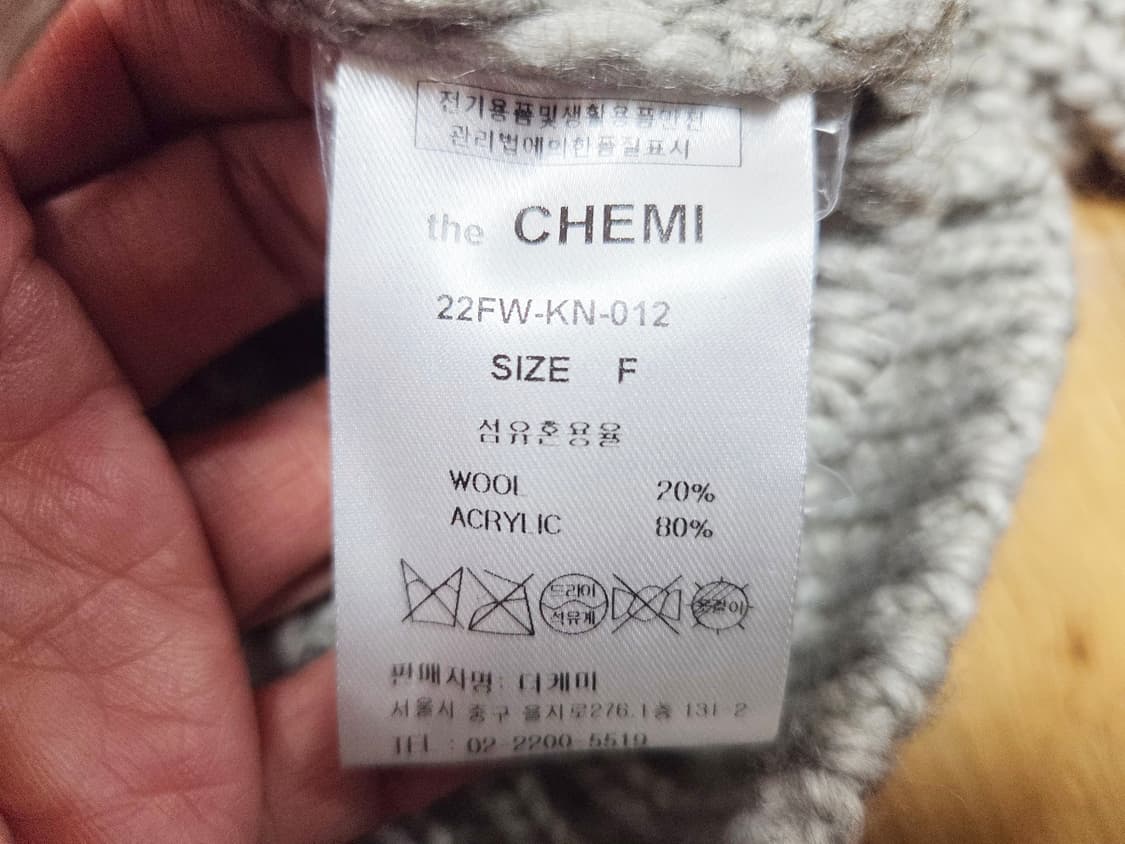 전기용품및생활용품안전
관리법에의한품질표시
the CHEMI
22FW-KN-012
SIZE F
섬유혼용율
WOOL 20%
ACRYLIC 80%
드라이
석유계
옷걸이
판매자명: 더케미
서울시 중구 을지로276.1층 131-2
TEL : 02-2200-5519